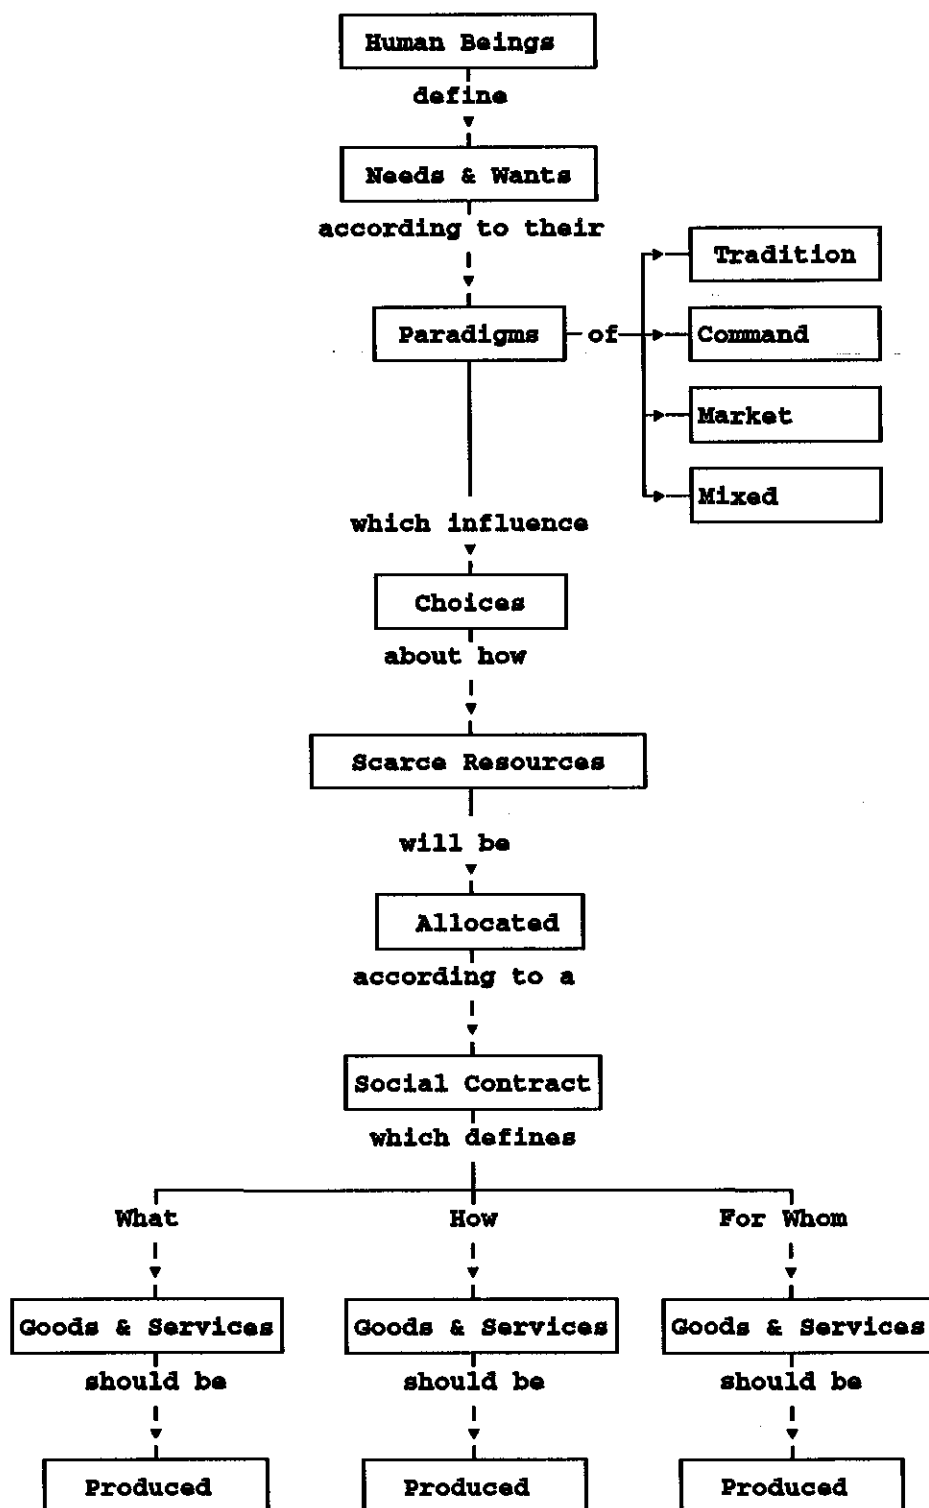 Human Beings
define
Needs & Wants
according to their
Tradition
Paradigms of Command
Market
Mixed
which influence
Choices
about how
Scarce Resources
will be
Allocated
according to a
Social Contract
which defines
What How For Whom
Goods & Services Goods & Services Goods & Services
should be should be should be
Produced Produced Produced